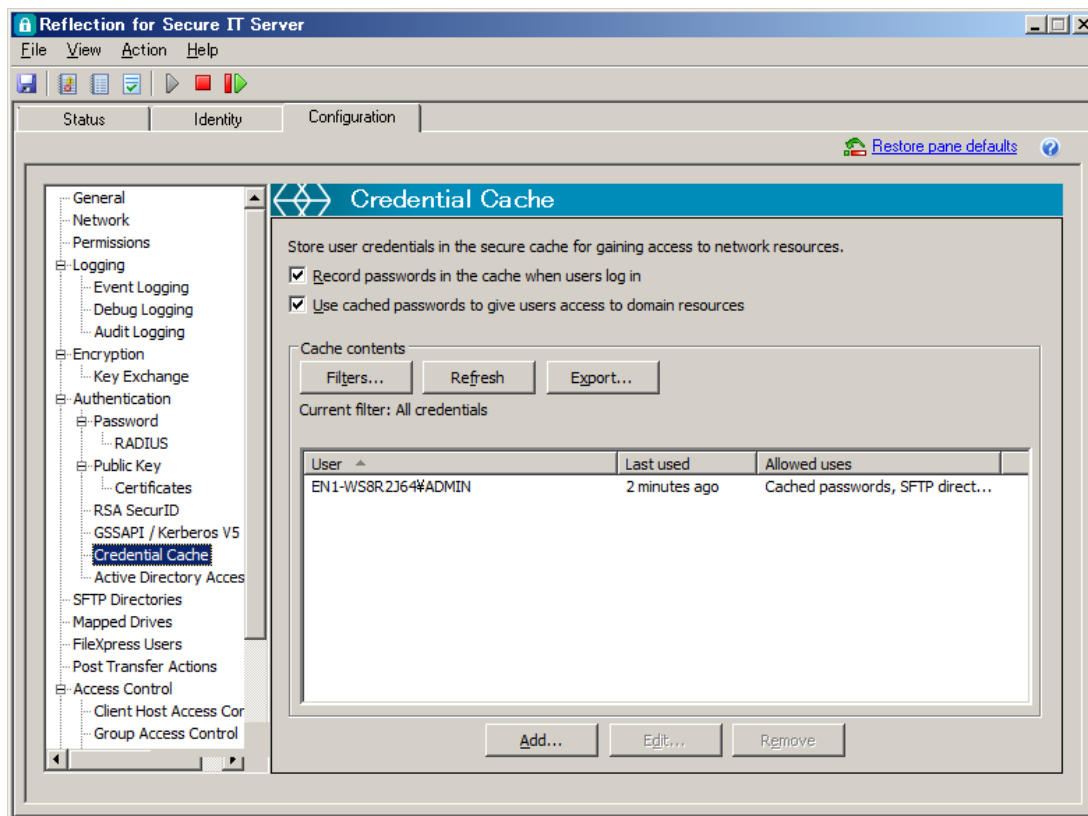 Reflection for Secure IT Server
File View Action Help
Status Identity Configuration
Restore pane defaults
General
Network
Permissions
Logging
Event Logging
Debug Logging
Audit Logging
Encryption
Key Exchange
Authentication
Password
RADIUS
Public Key
Certificates
RSA SecurID
GSSAPI / Kerberos V5
Credential Cache
Active Directory Acces
SFTP Directories
Mapped Drives
FileXpress Users
Post Transfer Actions
Access Control
Client Host Access Cor
Group Access Control
Credential Cache
Store user credentials in the secure cache for gaining access to network resources.
Record passwords in the cache when users log in
Use cached passwords to give users access to domain resources
Cache contents
Filters... Refresh Export...
Current filter: All credentials
User Last used Allowed uses
EN1-WS8R2J64¥ADMIN 2 minutes ago Cached passwords, SFTP direct...
Add... Edit... Remove